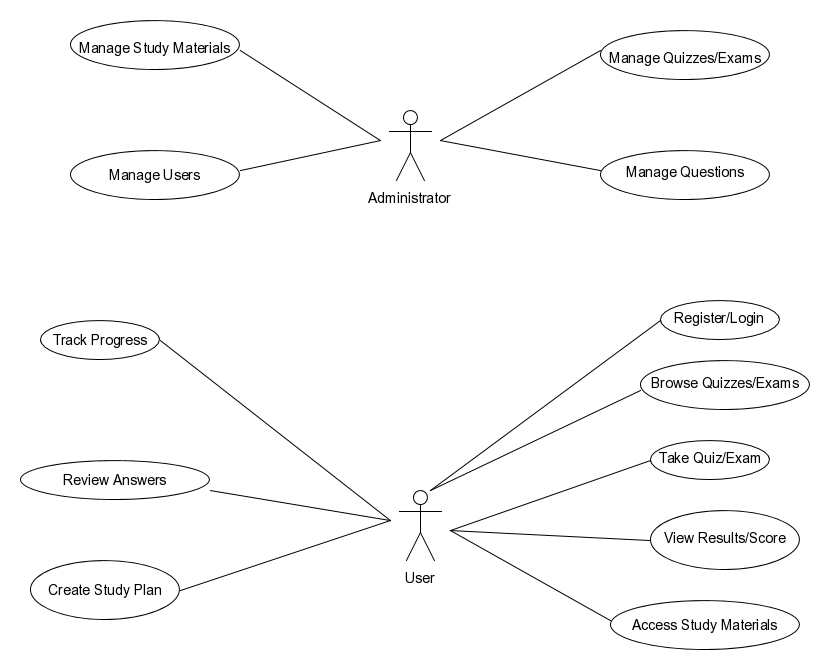 Manage Study Materials
Manage Quizzes/Exams
Manage Users
Manage Questions
Administrator
Register/Login
Track Progress
Browse Quizzes/Exams
Take Quiz/Exam
Review Answers
View Results/Score
User
Create Study Plan
Access Study Materials